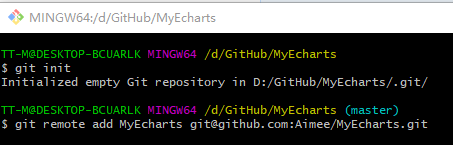 MINGW64:/d/GitHub/MyEcharts
TT-M@DESKTOP-BCUARLK MINGW64 /d/GitHub/MyEcharts
$ git init
Initialized empty Git repository in D:/GitHub/MyEcharts/.git/
TT-M@DESKTOP-BCUARLK MINGW64 /d/GitHub/MyEcharts (master)
$ git remote add MyEcharts git@github.com:Aimee/MyEcharts.git